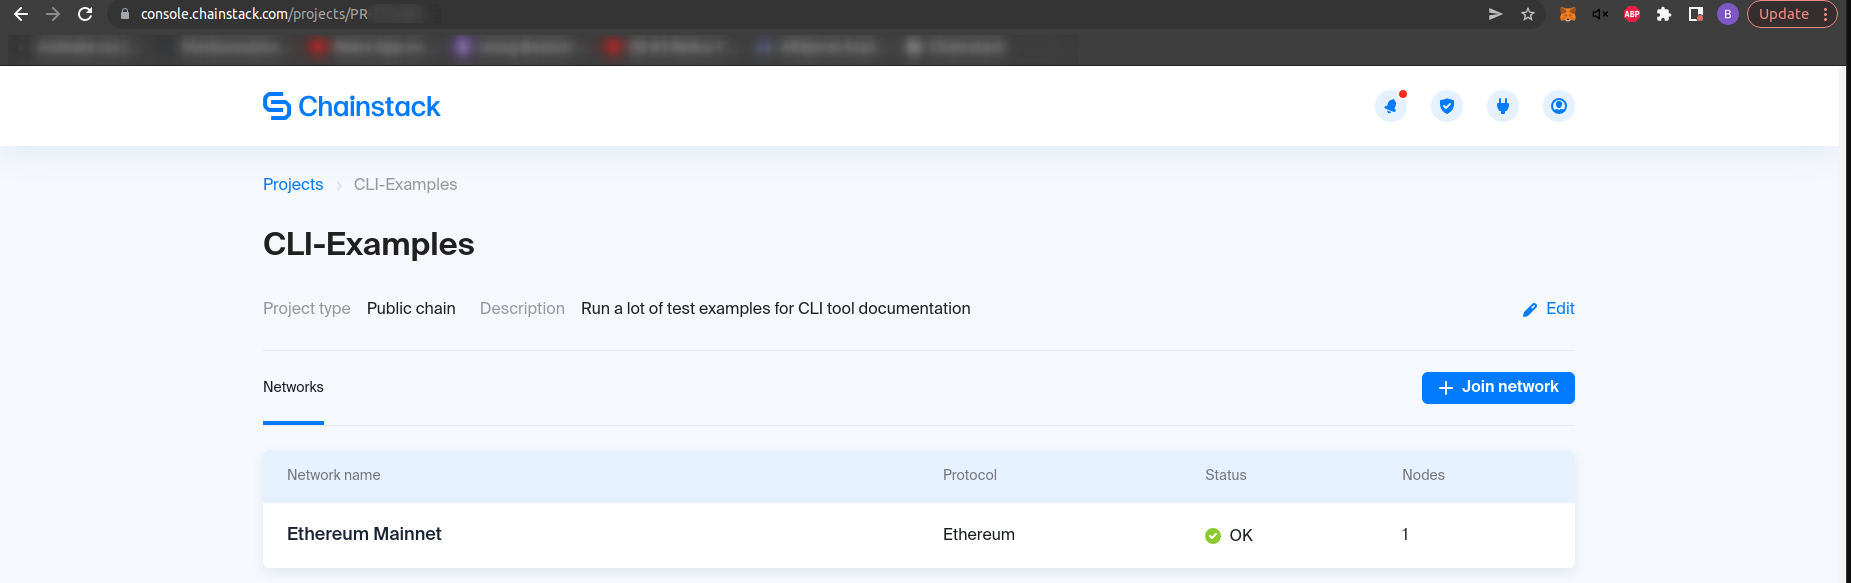 console.chainstack.com/projects/PR
ABP
B
Update
Chainstack
Projects › CLI-Examples
CLI-Examples
Project type Public chain Description Run a lot of test examples for CLI tool documentation Edit
Networks + Join network
Network name Protocol Status Nodes
Ethereum Mainnet Ethereum OK 1